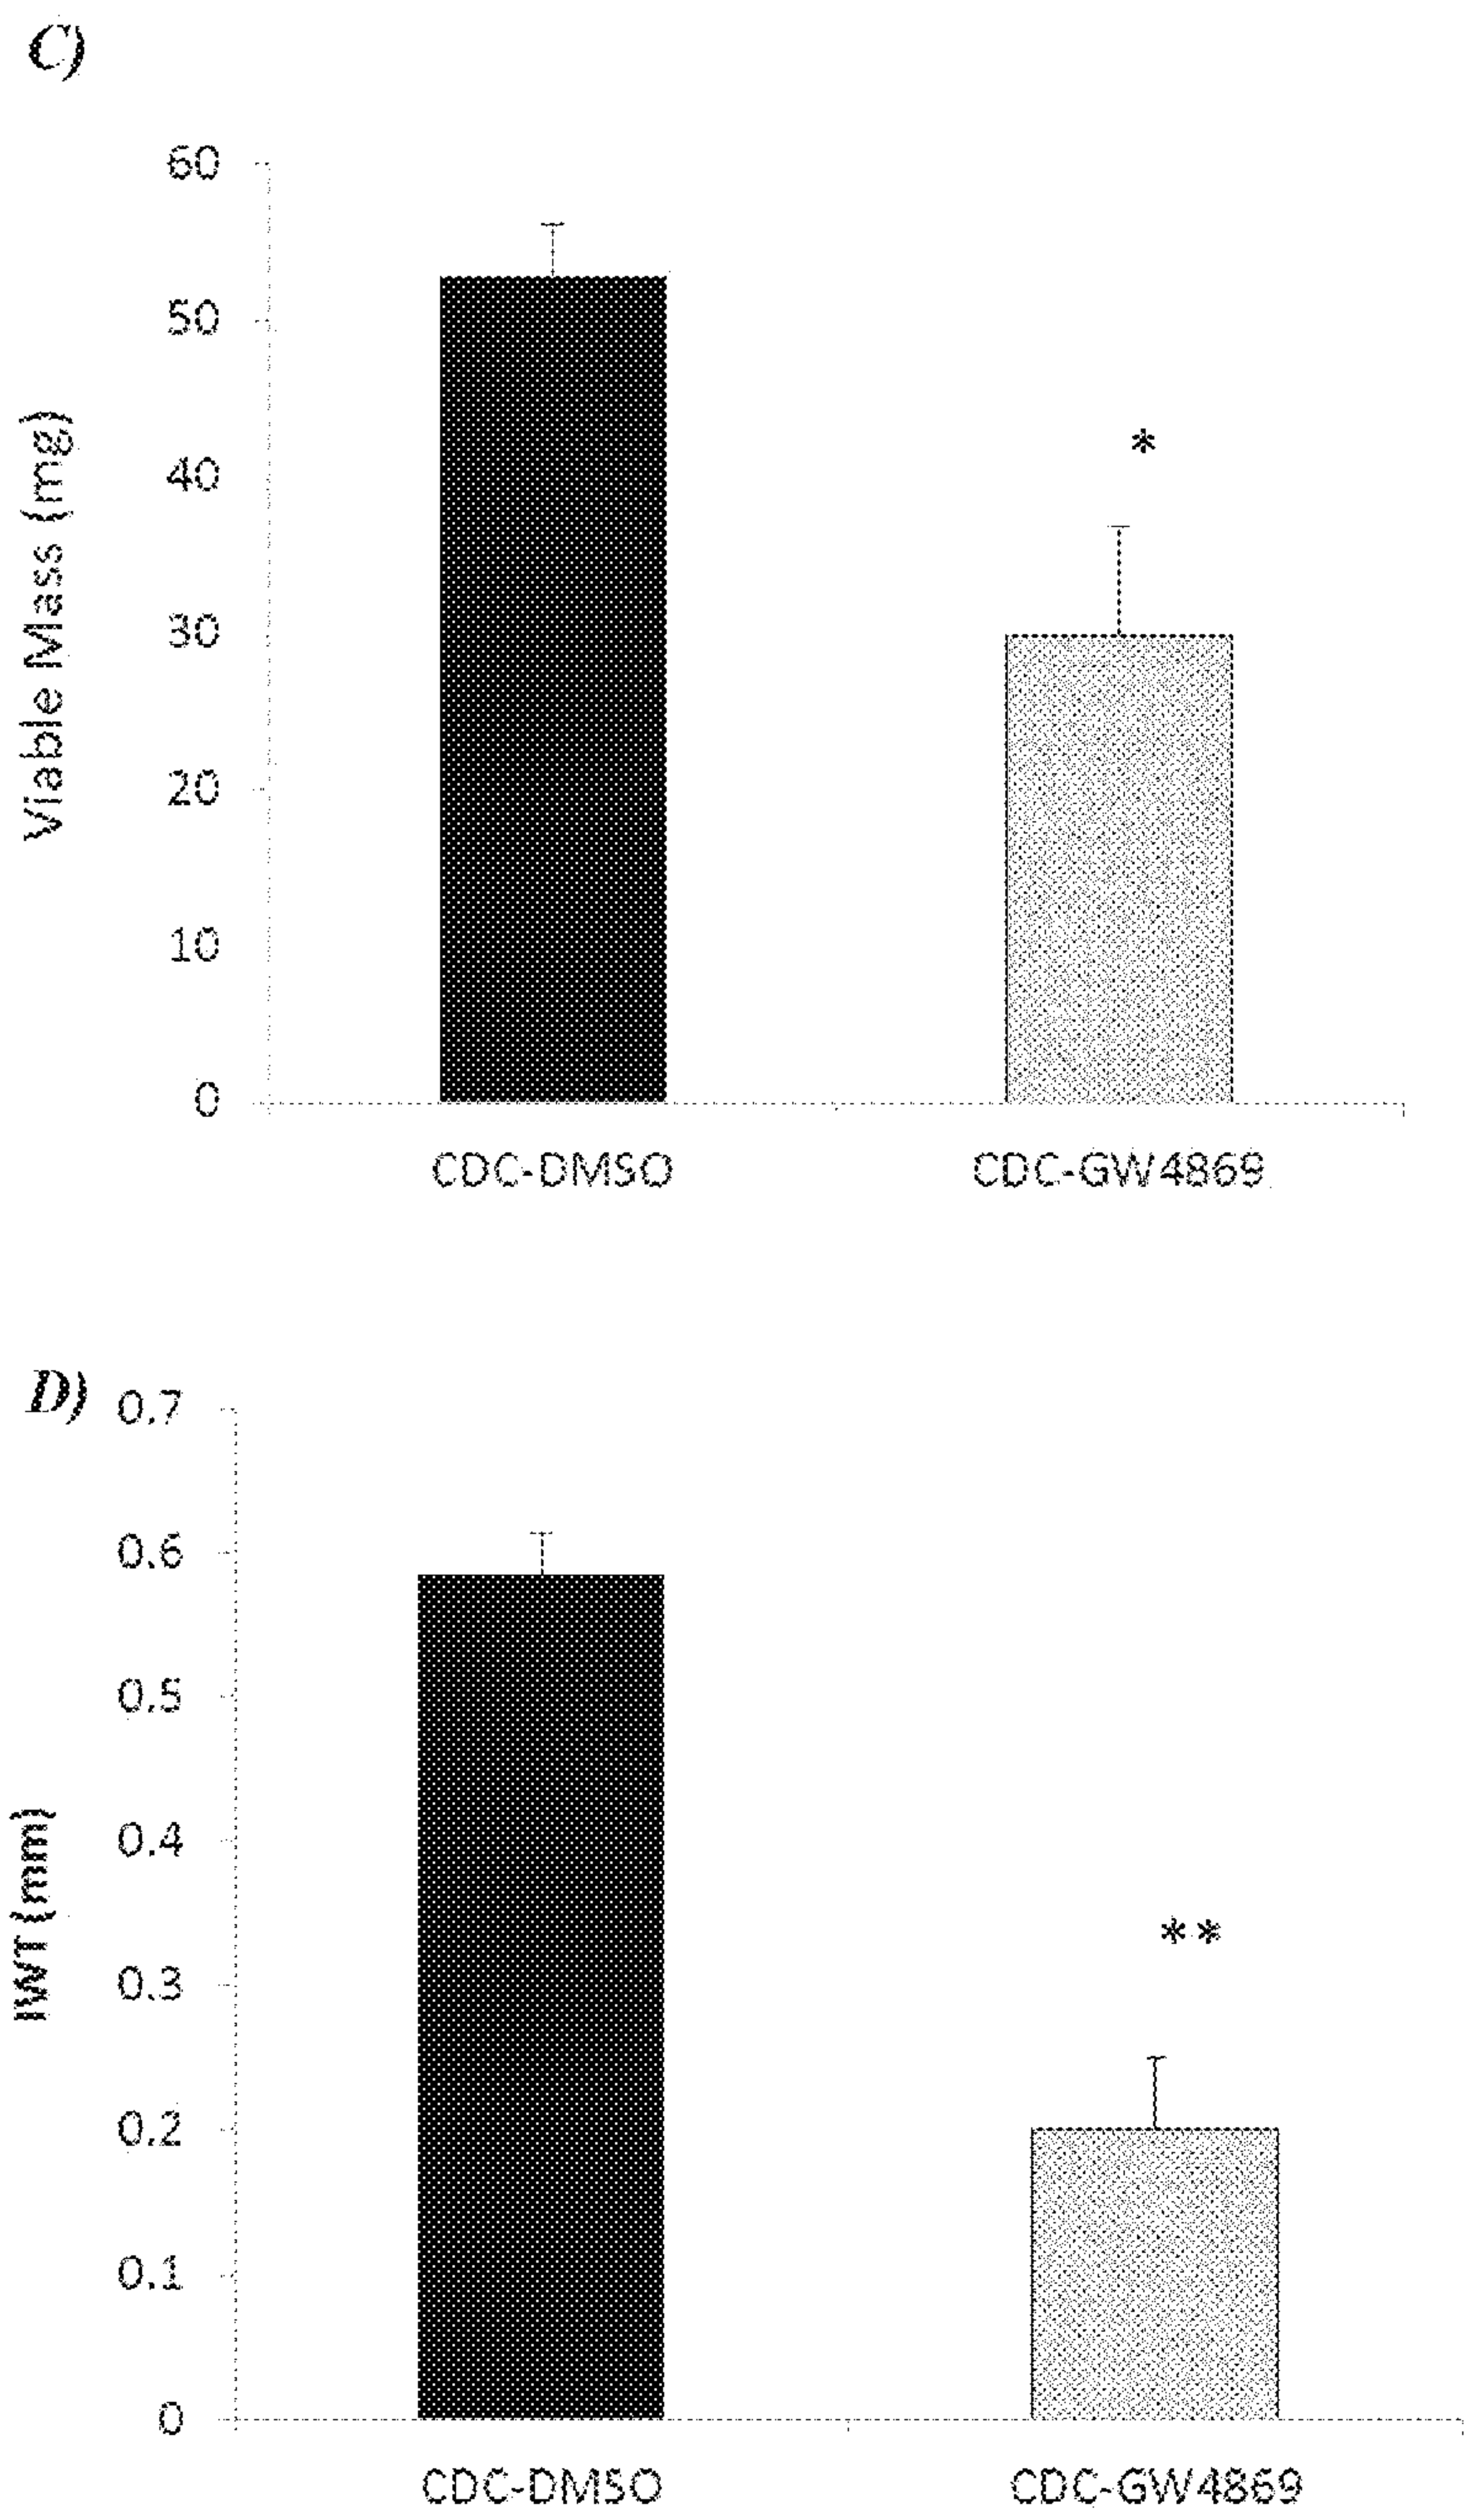 C)
60
50
40
30
20
10
0
Viable Mass (mg)
*
CDC-DMSO
CDC-GW4869
D)
0.7
0.6
0.5
0.4
0.3
0.2
0.1
0
IWT (mm)
**
CDC-DMSO
CDC-GW4869